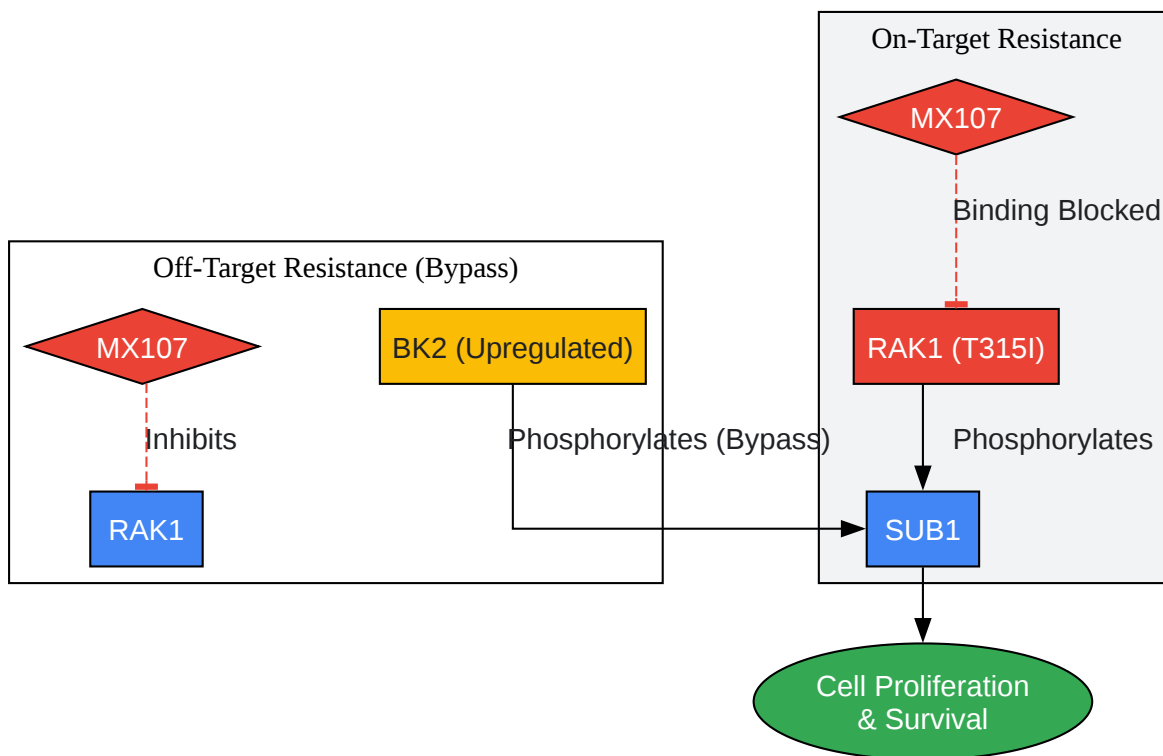 On-Target Resistance
MX107
Binding Blocked
Off-Target Resistance (Bypass)
MX107
BK2 (Upregulated)
RAK1 (T315I)
Inhibits
Phosphorylates (Bypass)
Phosphorylates
RAK1
SUB1
Cell Proliferation
& Survival